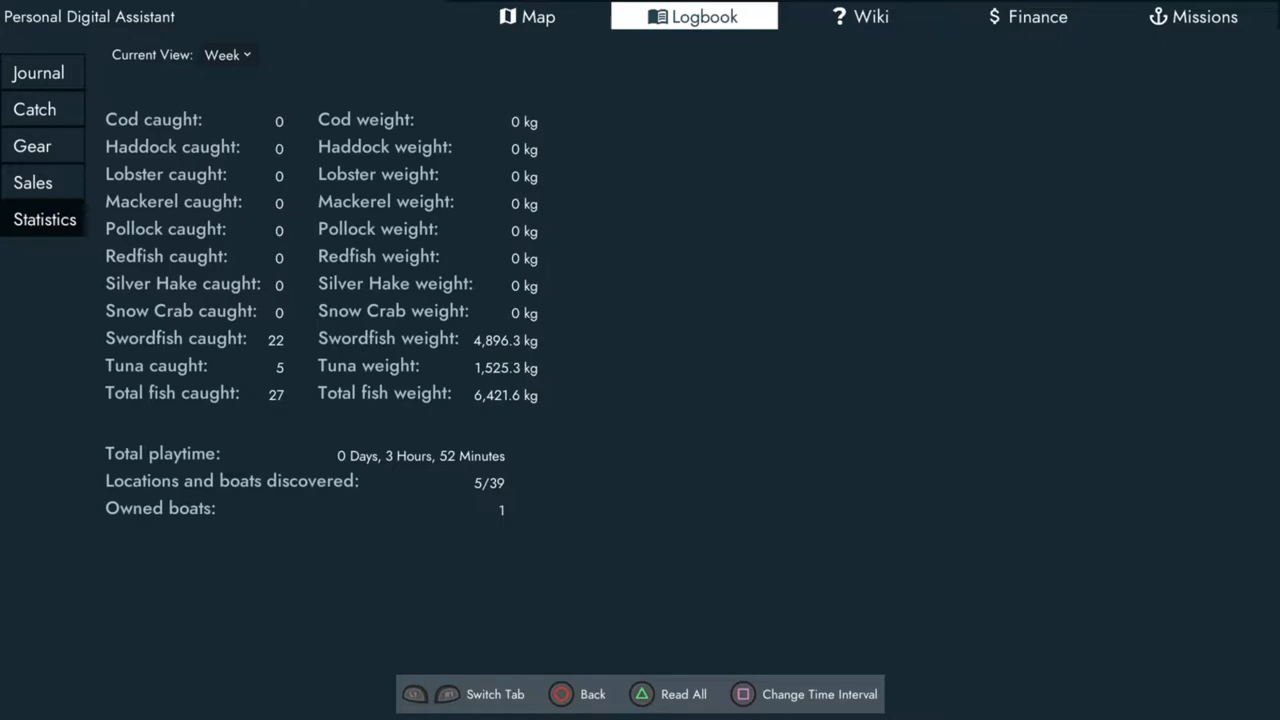 Personal Digital Assistant
Map
Logbook
? Wiki
$ Finance
Missions
Current View: Week
Journal
Catch
Gear
Sales
Statistics
Cod caught: 0 Cod weight: 0 kg
Haddock caught: 0 Haddock weight: 0 kg
Lobster caught: 0 Lobster weight: 0 kg
Mackerel caught: 0 Mackerel weight: 0 kg
Pollock caught: 0 Pollock weight: 0 kg
Redfish caught: 0 Redfish weight: 0 kg
Silver Hake caught: 0 Silver Hake weight: 0 kg
Snow Crab caught: 0 Snow Crab weight: 0 kg
Swordfish caught: 22 Swordfish weight: 4,896.3 kg
Tuna caught: 5 Tuna weight: 1,525.3 kg
Total fish caught: 27 Total fish weight: 6,421.6 kg
Total playtime: 0 Days, 3 Hours, 52 Minutes
Locations and boats discovered: 5/39
Owned boats: 1
L1 R1 Switch Tab Back Read All Change Time Interval